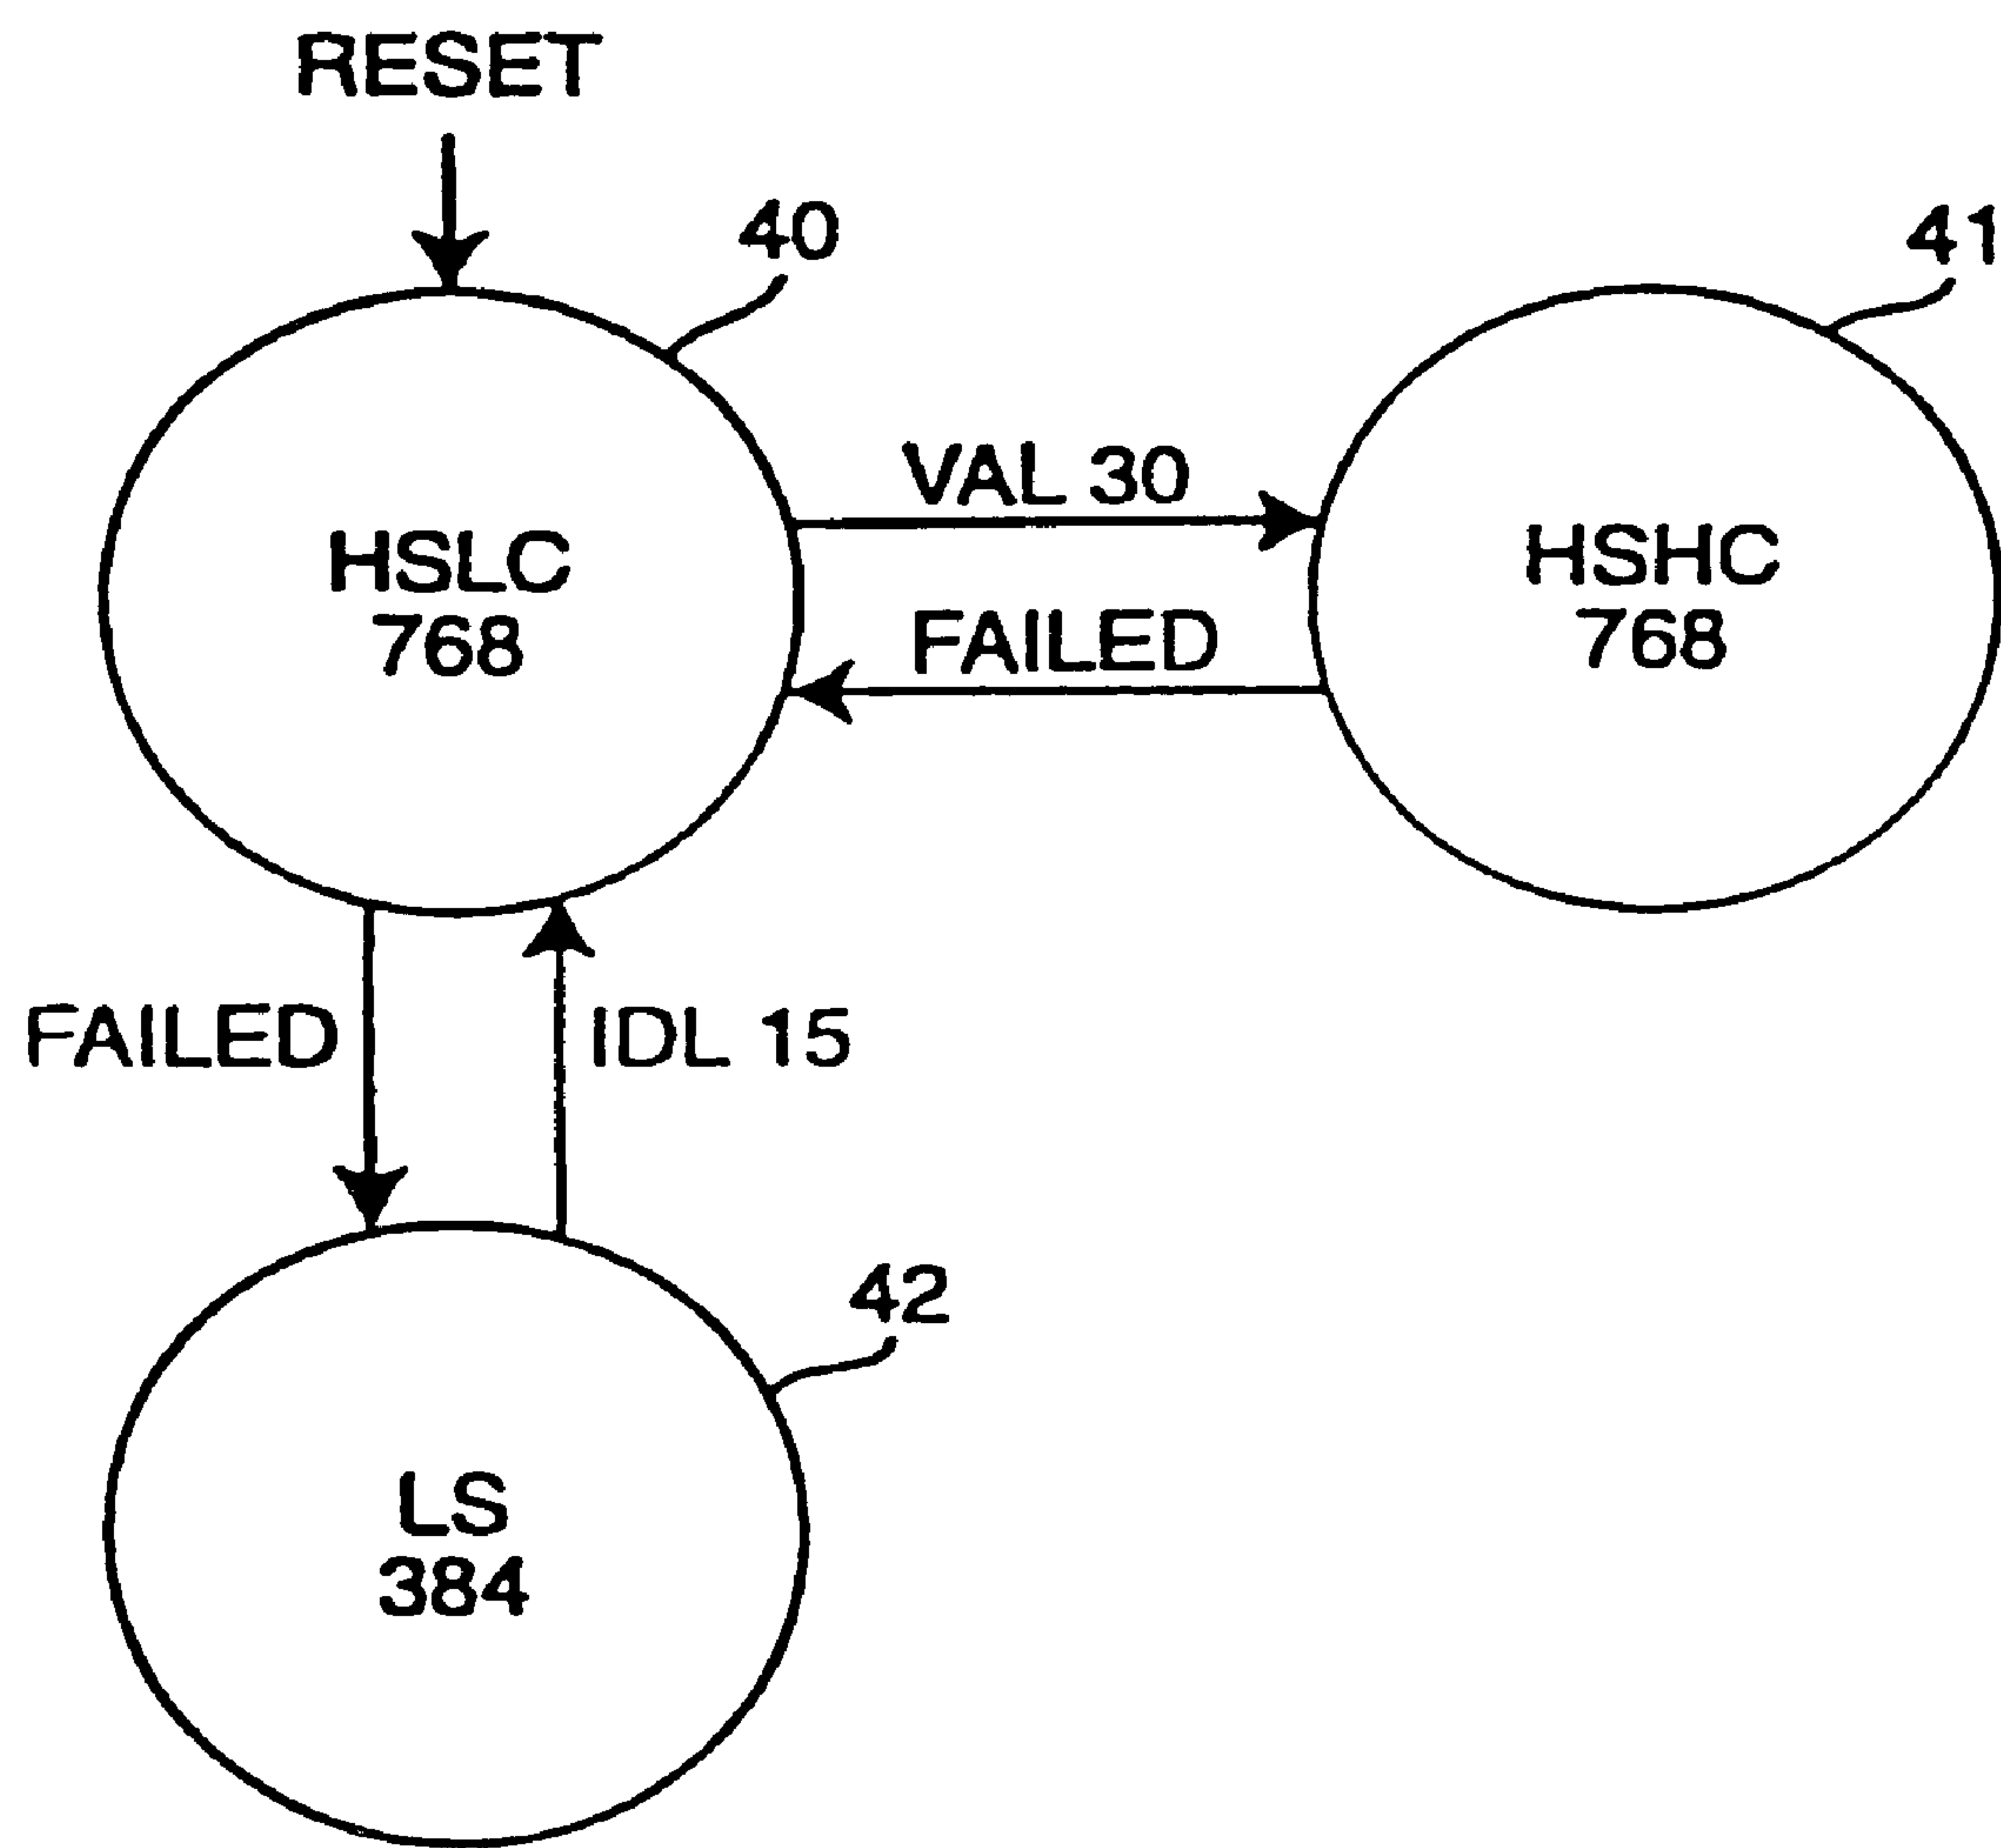 RESET
40
41
VAL 30
HSLC
768
HSHC
768
FAILED
FAILED
IDL 15
42
LS
384